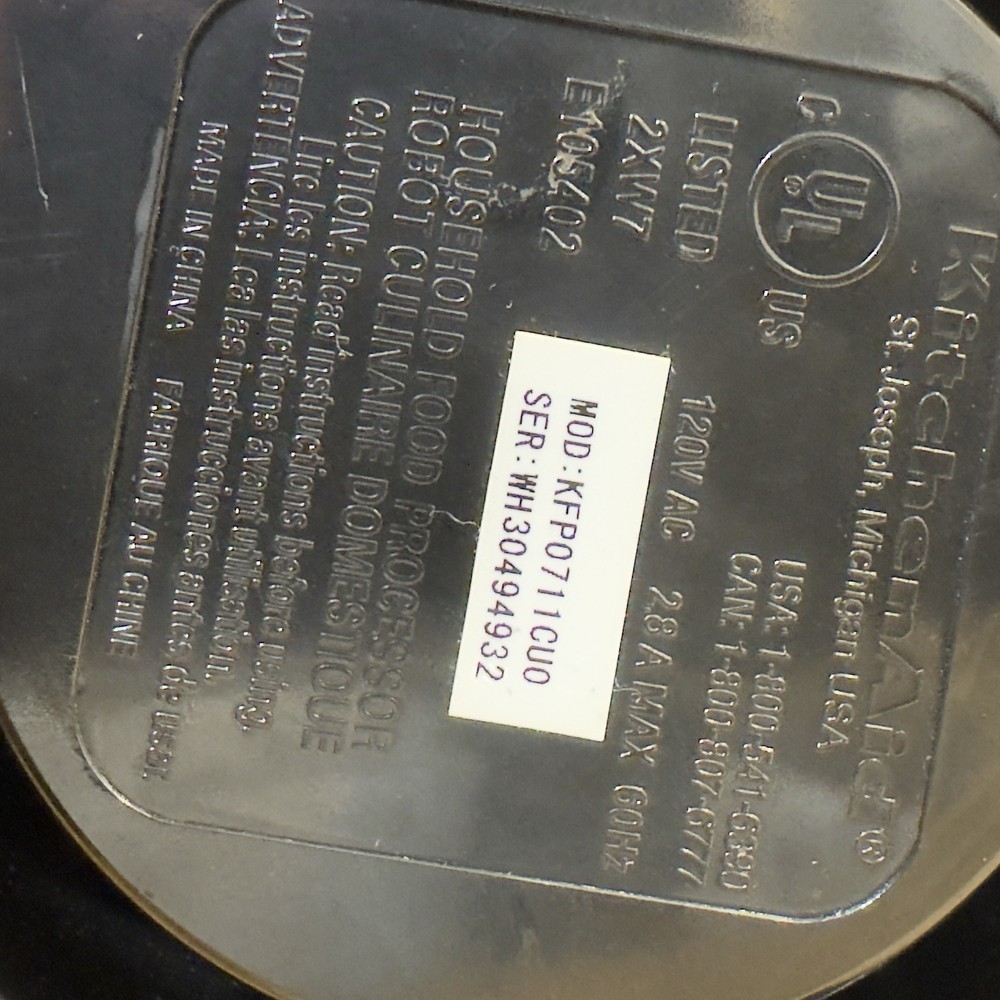 KitchenAid®
St. Joseph, Michigan USA
C UL® US
USA: 1-800-541-6390
CAN: 1-800-807-6777
LISTED
2XV7
E105402
120V AC 2.8 A MAX 60Hz
MOD:KFP0711CU0
SER:WH30494932
HOUSEHOLD FOOD PROCESSOR
ROBOT CULINAIRE DOMESTIQUE
CAUTION: Read instructions before using.
Lire les instructions avant utilisation.
ADVERTENCIA: Lea las instrucciones antes de usar.
MADE IN CHINA FABRIQUE AU CHINE